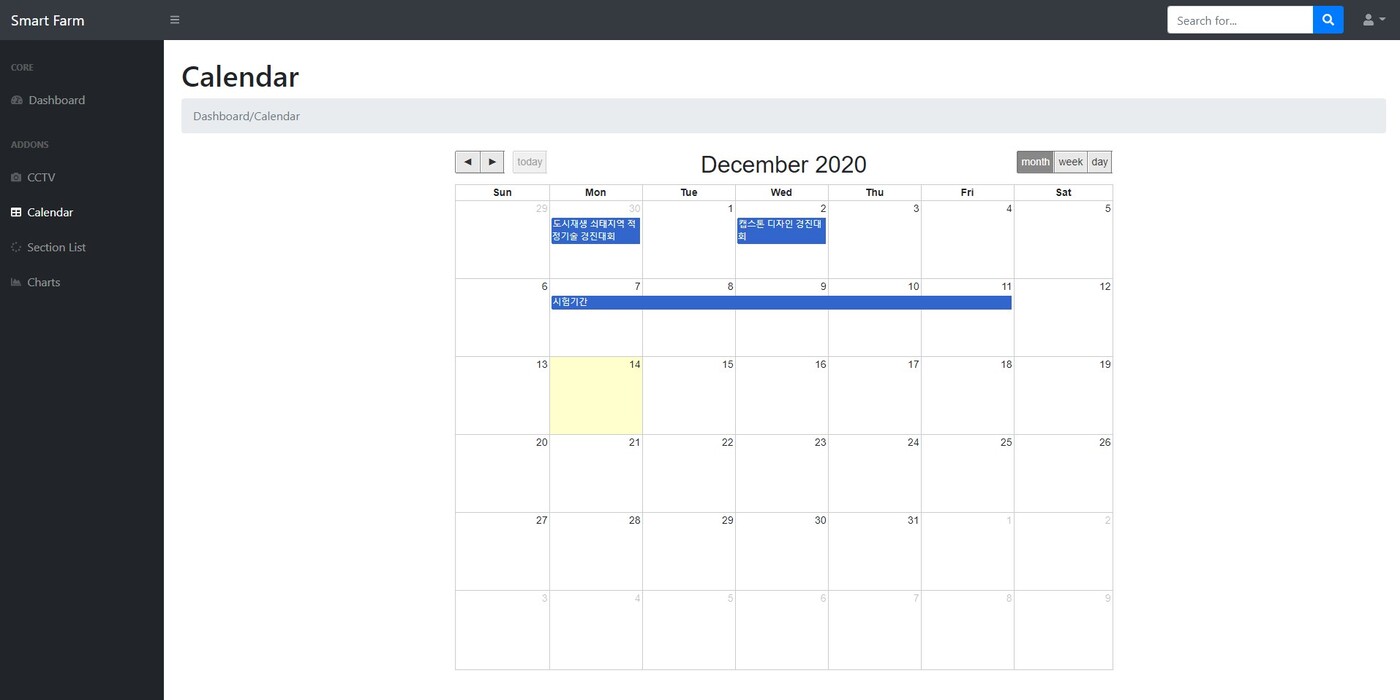 Smart Farm
Search for...
CORE
Dashboard
ADDONS
CCTV
Calendar
Section List
Charts
Calendar
Dashboard/Calendar
◄ ► today
December 2020
month week day
Sun Mon Tue Wed Thu Fri Sat
29 30 1 2 3 4 5
도시재생 쇠태지역 적
정기술 경진대회
캡스톤 디자인 경진대
회
6 7 8 9 10 11 12
시험기간
13 14 15 16 17 18 19
20 21 22 23 24 25 26
27 28 29 30 31 1 2
3 4 5 6 7 8 9